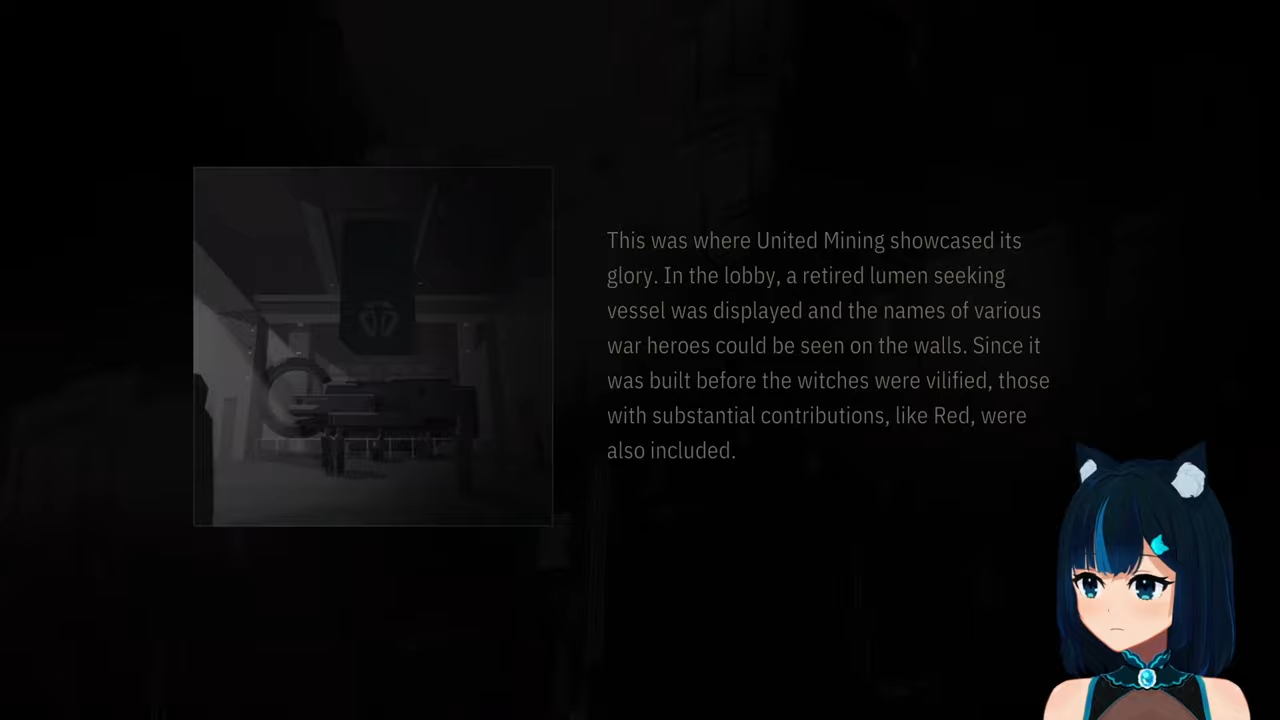 This was where United Mining showcased its
glory. In the lobby, a retired lumen seeking
vessel was displayed and the names of various
war heroes could be seen on the walls. Since it
was built before the witches were vilified, those
with substantial contributions, like Red, were
also included.